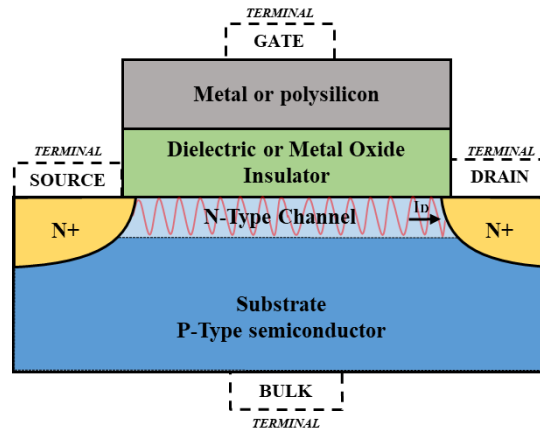 TERMINAL
GATE
Metal or polysilicon
Dielectric or Metal Oxide
Insulator
TERMINAL
SOURCE
TERMINAL
DRAIN
N-Type Channel
I_D
N+
N+
Substrate
P-Type semiconductor
BULK
TERMINAL